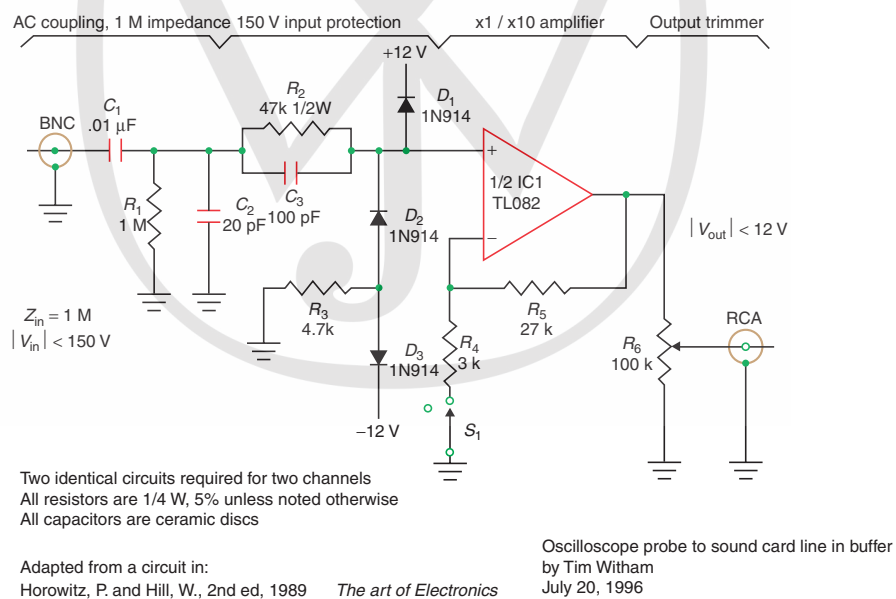 AC coupling, 1 M impedance 150 V input protection
x1 / x10 amplifier
Output trimmer
+12 V
R2
47k 1/2W
D1
1N914
C1
.01 μF
BNC
+
1/2 IC1
TL082
−
C3
100 pF
R1
1 M
C2
20 pF
D2
1N914
|Vout| < 12 V
R3
4.7k
R5
27 k
Zin = 1 M
|Vin| < 150 V
RCA
D3
1N914
R4
3 k
R6
100 k
−12 V
S1
Two identical circuits required for two channels
All resistors are 1/4 W, 5% unless noted otherwise
All capacitors are ceramic discs
Adapted from a circuit in:
Horowitz, P. and Hill, W., 2nd ed, 1989 The art of Electronics
Oscilloscope probe to sound card line in buffer
by Tim Witham
July 20, 1996